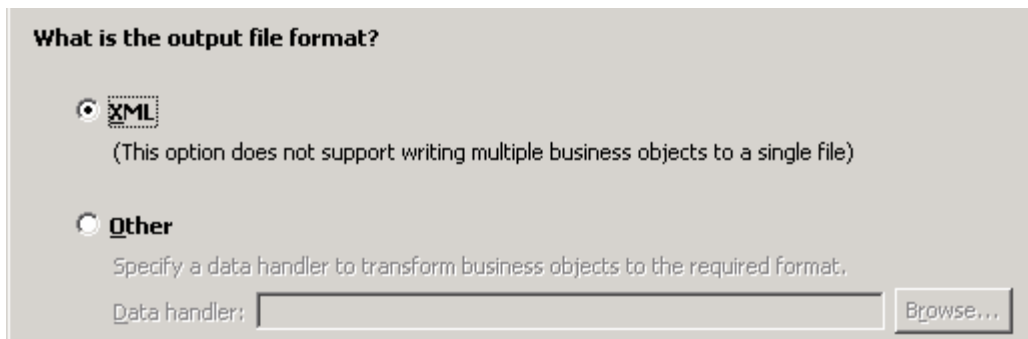 What is the output file format?
XML
(This option does not support writing multiple business objects to a single file)
Other
Specify a data handler to transform business objects to the required format.
Data handler:
Browse...